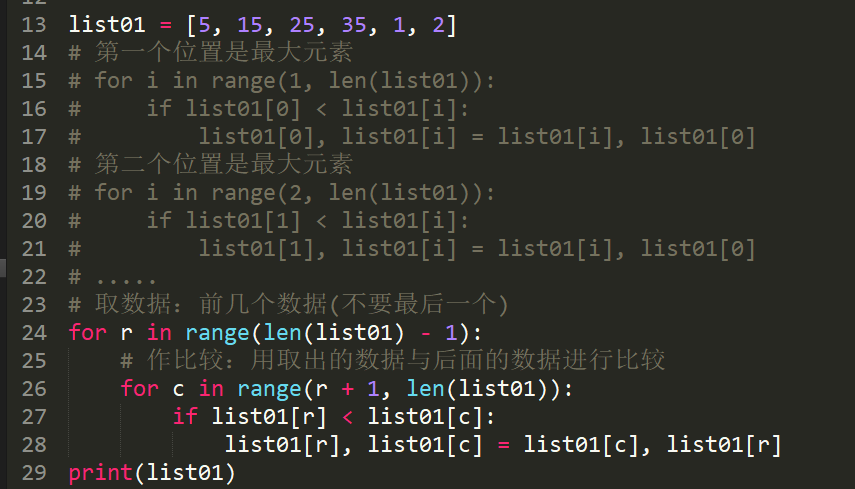 13 list01 = [5, 15, 25, 35, 1, 2]
14 # 第一个位置是最大元素
15 # for i in range(1, len(list01)):
16 #     if list01[0] < list01[i]:
17 #         list01[0], list01[i] = list01[i], list01[0]
18 # 第二个位置是最大元素
19 # for i in range(2, len(list01)):
20 #     if list01[1] < list01[i]:
21 #         list01[1], list01[i] = list01[i], list01[0]
22 # .....
23 # 取数据：前几个数据(不要最后一个)
24 for r in range(len(list01) - 1):
25     # 作比较：用取出的数据与后面的数据进行比较
26     for c in range(r + 1, len(list01)):
27         if list01[r] < list01[c]:
28             list01[r], list01[c] = list01[c], list01[r]
29 print(list01)